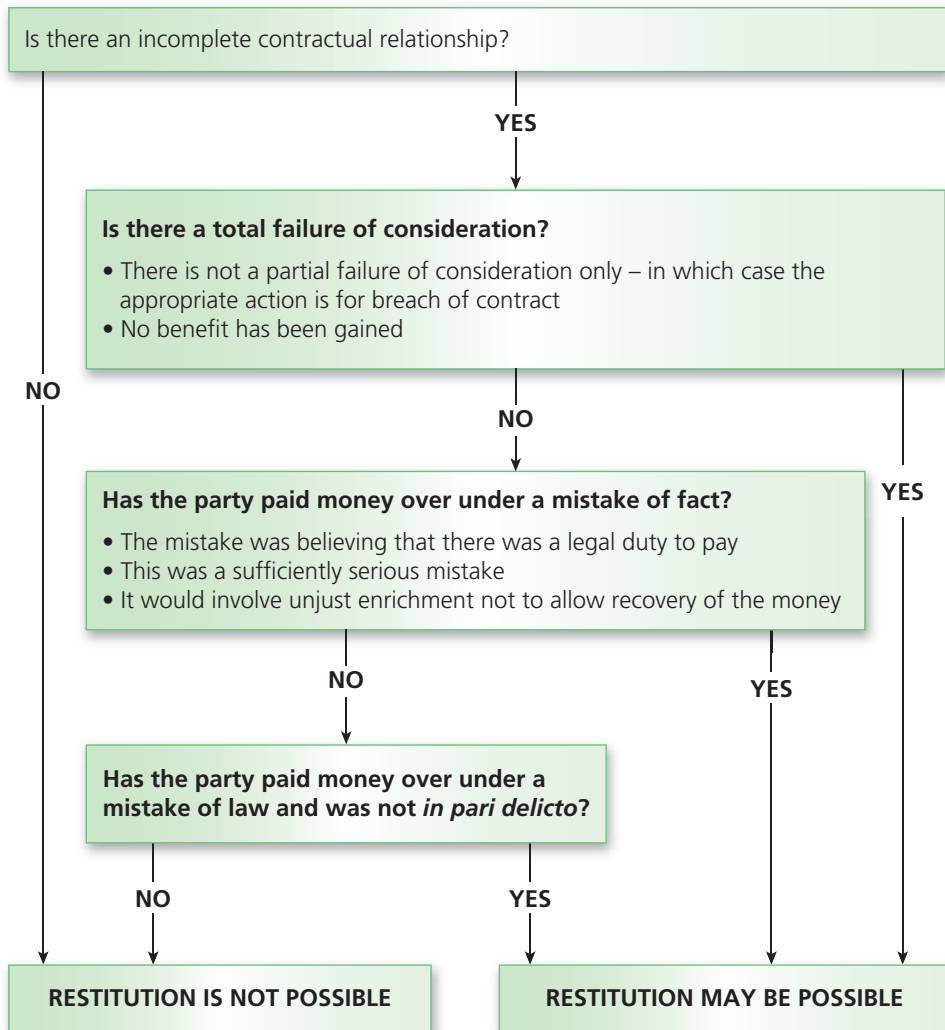 Is there an incomplete contractual relationship?
YES
Is there a total failure of consideration?
• There is not a partial failure of consideration only – in which case the
appropriate action is for breach of contract
• No benefit has been gained
NO
NO
YES
Has the party paid money over under a mistake of fact?
• The mistake was believing that there was a legal duty to pay
• This was a sufficiently serious mistake
• It would involve unjust enrichment not to allow recovery of the money
NO
YES
Has the party paid money over under a
mistake of law and was not in pari delicto?
NO
YES
RESTITUTION IS NOT POSSIBLE
RESTITUTION MAY BE POSSIBLE